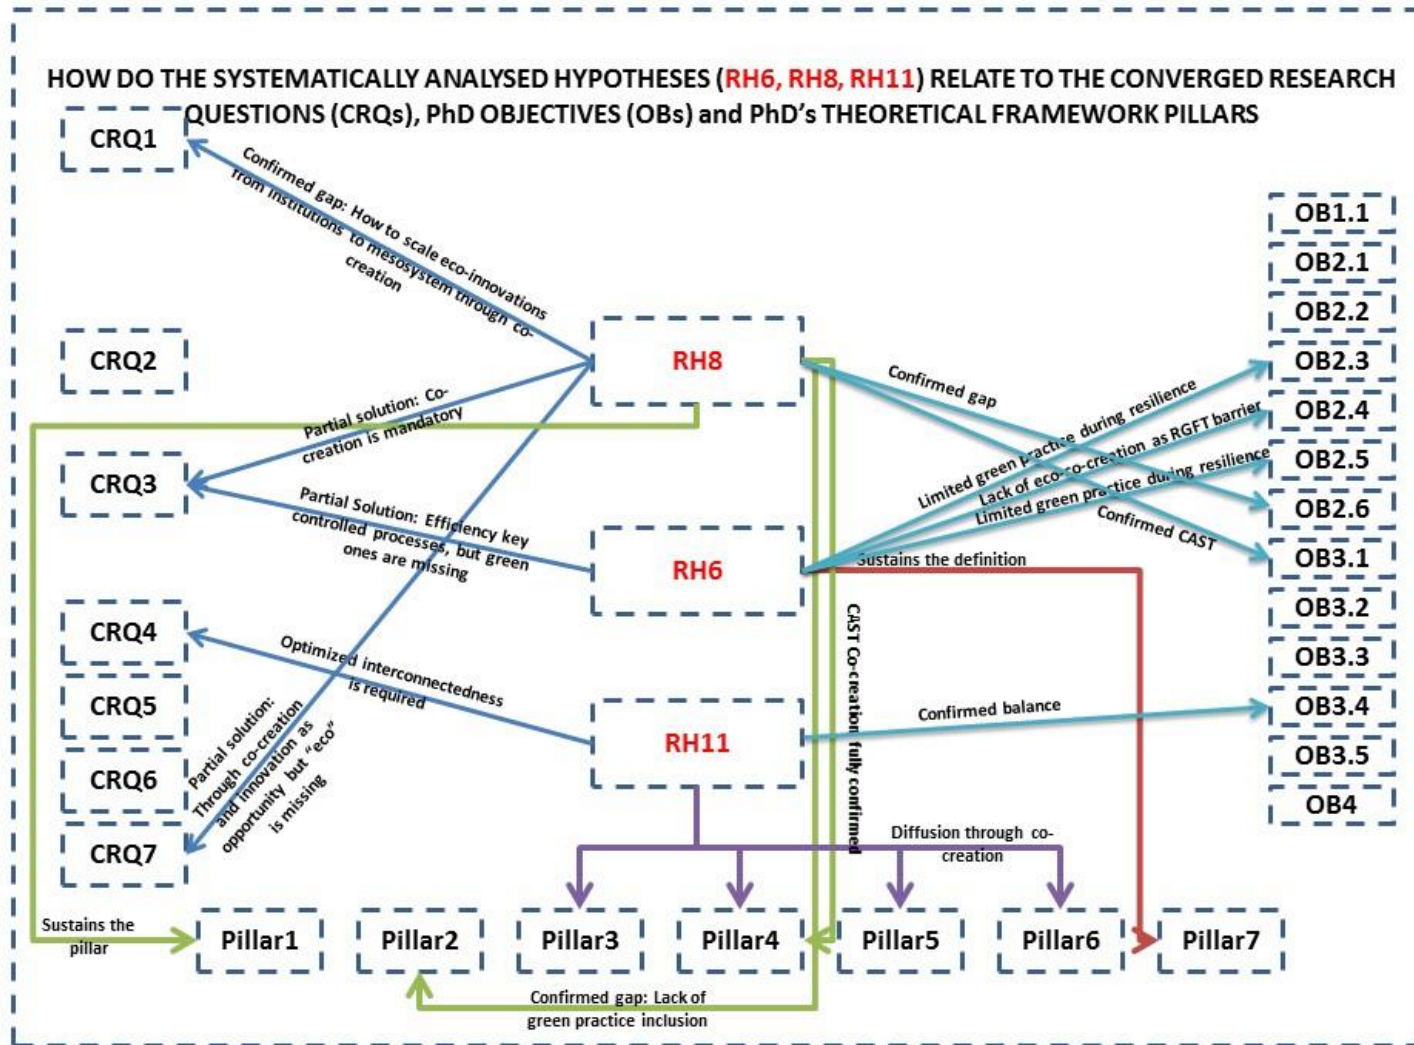 HOW DO THE SYSTEMATICALLY ANALYSED HYPOTHESES (RH6, RH8, RH11) RELATE TO THE CONVERGED RESEARCH
QUESTIONS (CRQs), PhD OBJECTIVES (OBs) and PhD's THEORETICAL FRAMEWORK PILLARS
CRQ1
CRQ2
CRQ3
CRQ4
CRQ5
CRQ6
CRQ7
Confirmed gap: How to scale eco-innovations
from institutions to mesosystem through co-
creation
Partial solution: Co-
creation is mandatory
Partial Solution: Efficiency key
controlled processes, but green
ones are missing
Optimized interconnectedness
is required
Partial solution:
Through co-creation
and innovation as
opportunity but "eco"
is missing
RH8
RH6
RH11
Confirmed gap
Limited green practice during resilience
Lack of eco-co-creation as RGFT barrier
Limited green practice during resilience
Confirmed CAST
Sustains the definition
CAST Co-creation fully confirmed
Confirmed balance
Diffusion through co-
creation
OB1.1
OB2.1
OB2.2
OB2.3
OB2.4
OB2.5
OB2.6
OB3.1
OB3.2
OB3.3
OB3.4
OB3.5
OB4
Sustains the
pillar
Pillar1
Pillar2
Pillar3
Pillar4
Pillar5
Pillar6
Pillar7
Confirmed gap: Lack of
green practice inclusion